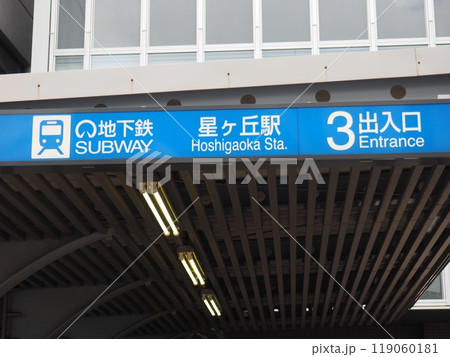 地下鉄
SUBWAY
星ヶ丘駅
Hoshigaoka Sta.
3 出入口
Entrance
PIXTA
pixta.jp - 119060181